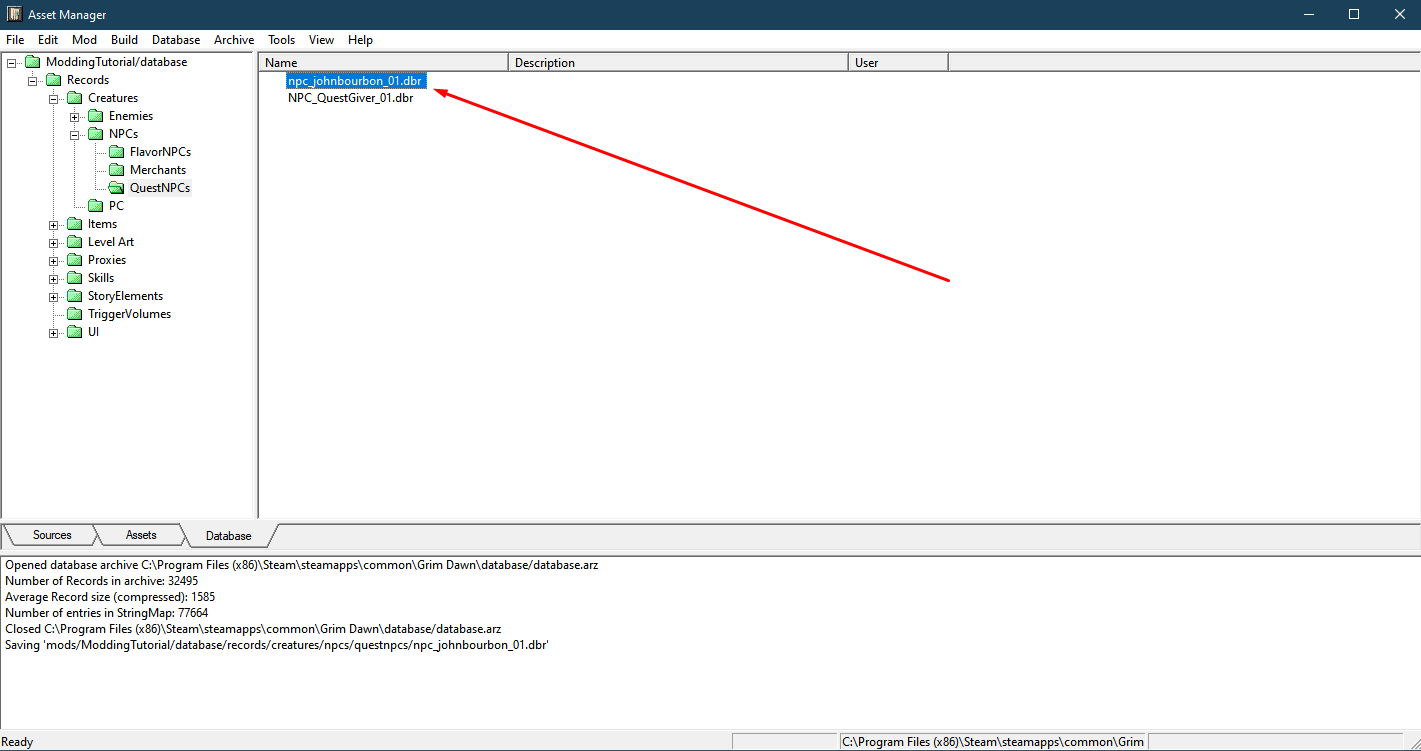 Asset Manager
File Edit Mod Build Database Archive Tools View Help
ModdingTutorial/database
Records
Creatures
Enemies
NPCs
FlavorNPCs
Merchants
QuestNPCs
PC
Items
Level Art
Proxies
Skills
StoryElements
TriggerVolumes
UI
Name Description User
npc_johnbourbon_01.dbr
NPC_QuestGiver_01.dbr
Sources Assets Database
Opened database archive C:\Program Files (x86)\Steam\steamapps\common\Grim Dawn\database/database.arz
Number of Records in archive: 32495
Average Record size (compressed): 1585
Number of entries in StringMap: 77664
Closed C:\Program Files (x86)\Steam\steamapps\common\Grim Dawn\database/database.arz
Saving 'mods/ModdingTutorial/database/records/creatures/npcs/questnpcs/npc_johnbourbon_01.dbr'
Ready C:\Program Files (x86)\Steam\steamapps\common\Grim